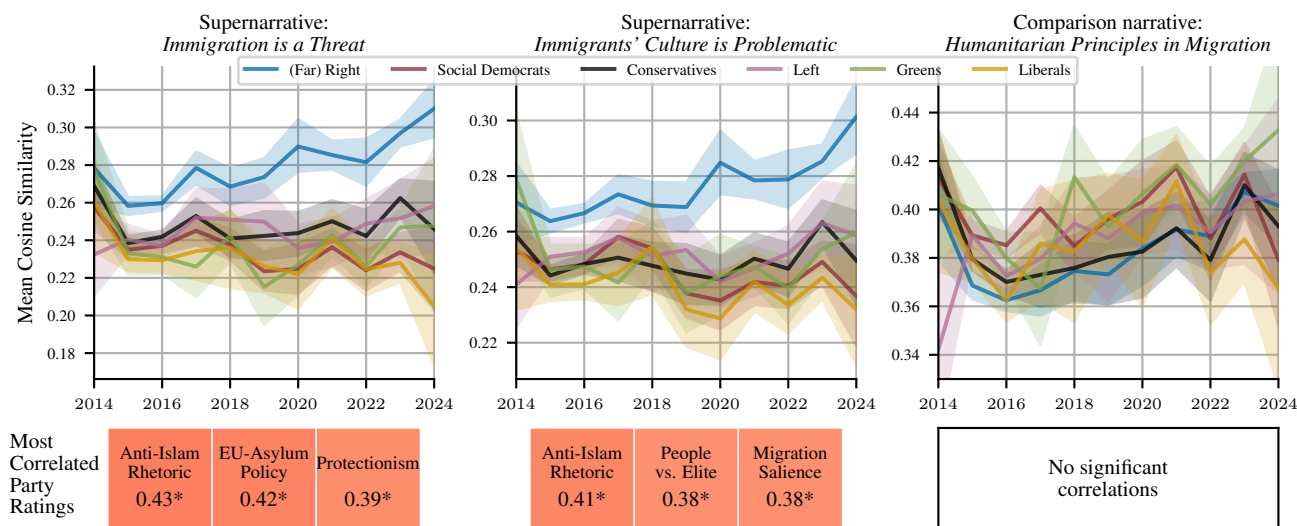 Supernarrative:
Immigration is a Threat
Supernarrative:
Immigrants' Culture is Problematic
Comparison narrative:
Humanitarian Principles in Migration
(Far) Right
Social Democrats
Conservatives
Left
Greens
Liberals
Mean Cosine Similarity
0.32
0.30
0.28
0.26
0.24
0.22
0.20
0.18
2014
2016
2018
2020
2022
2024
0.30
0.28
0.26
0.24
0.22
2014
2016
2018
2020
2022
2024
0.44
0.42
0.40
0.38
0.36
0.34
2014
2016
2018
2020
2022
2024
Most
Correlated
Party
Ratings
Anti-Islam
Rhetoric
0.43*
EU-Asylum
Policy
0.42*
Protectionism
0.39*
Anti-Islam
Rhetoric
0.41*
People
vs. Elite
0.38*
Migration
Salience
0.38*
No significant
correlations